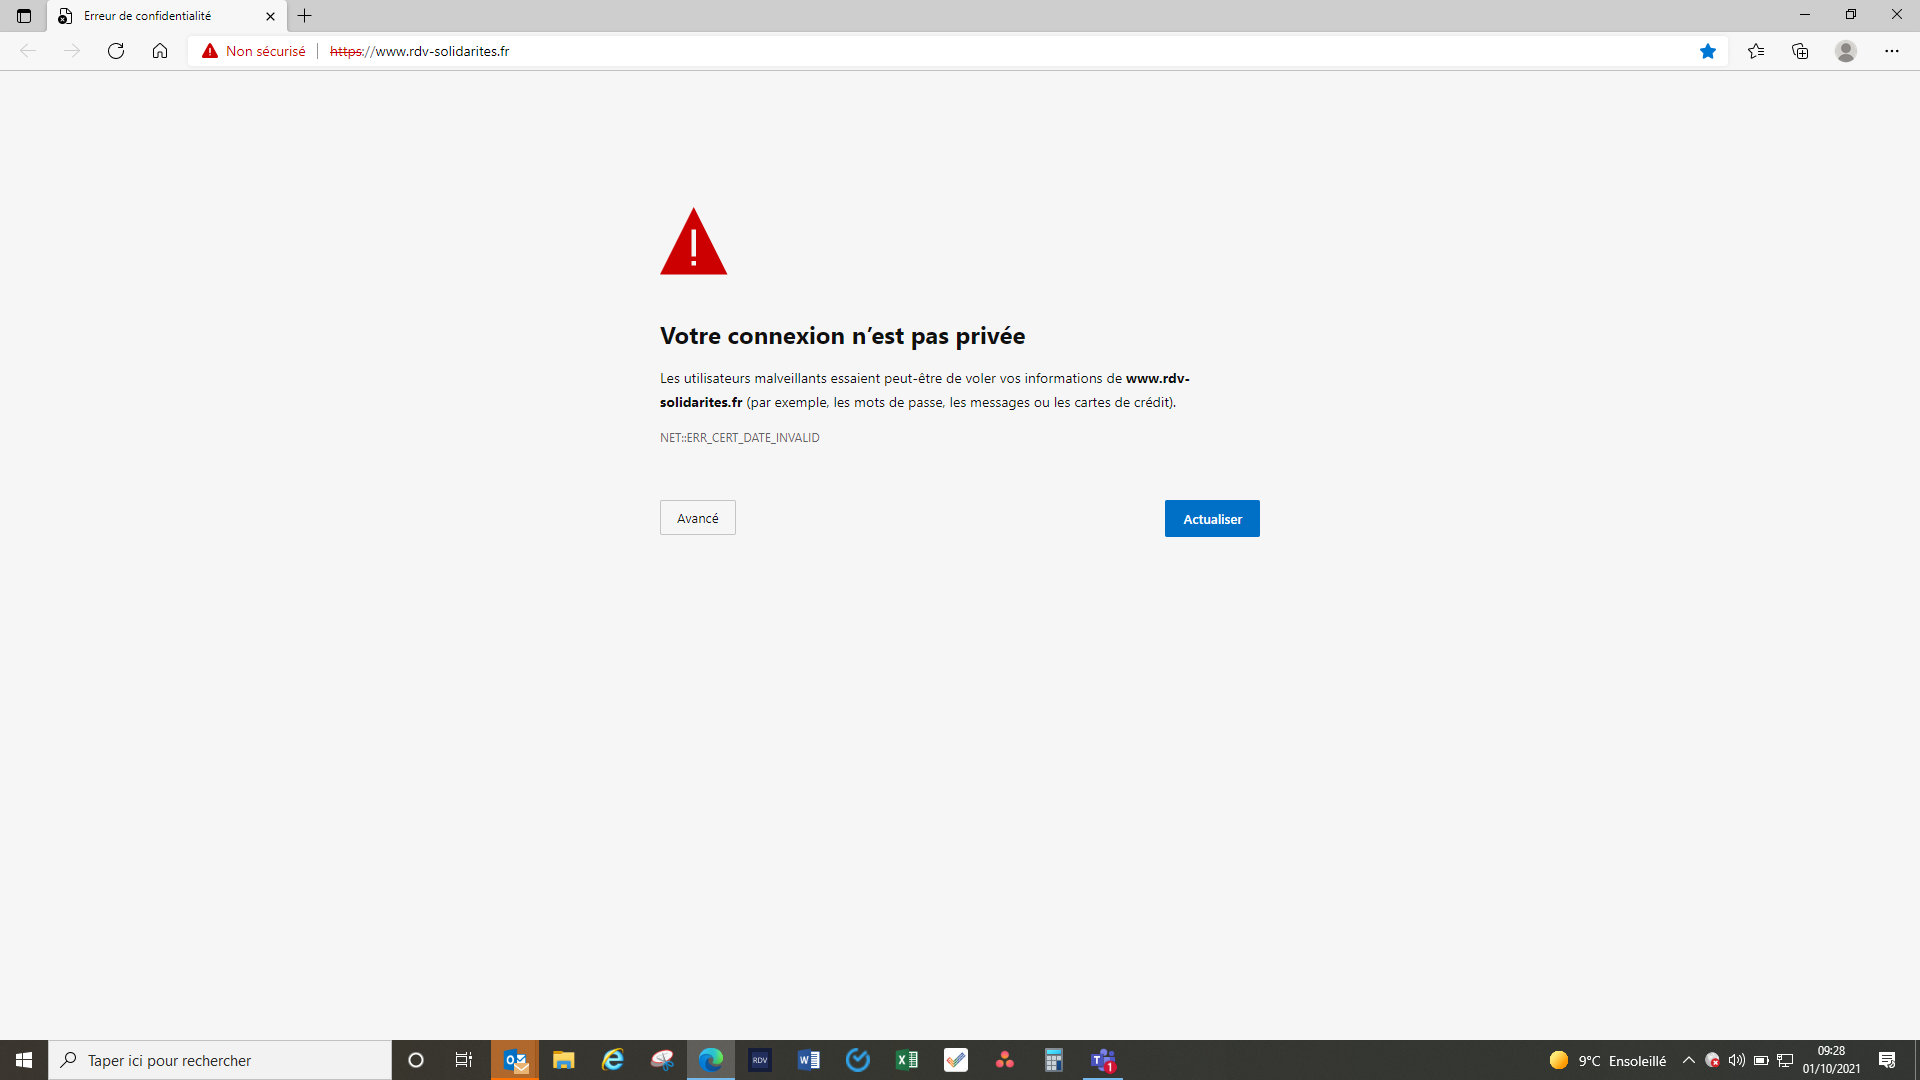 Erreur de confidentialité
Non sécurisé
https://www.rdv-solidarites.fr
Votre connexion n’est pas privée
Les utilisateurs malveillants essaient peut-être de voler vos informations de www.rdv-
solidarites.fr (par exemple, les mots de passe, les messages ou les cartes de crédit).
NET::ERR_CERT_DATE_INVALID
Avancé
Actualiser
Taper ici pour rechercher
RDV
9°C Ensoleillé
09:28
01/10/2021